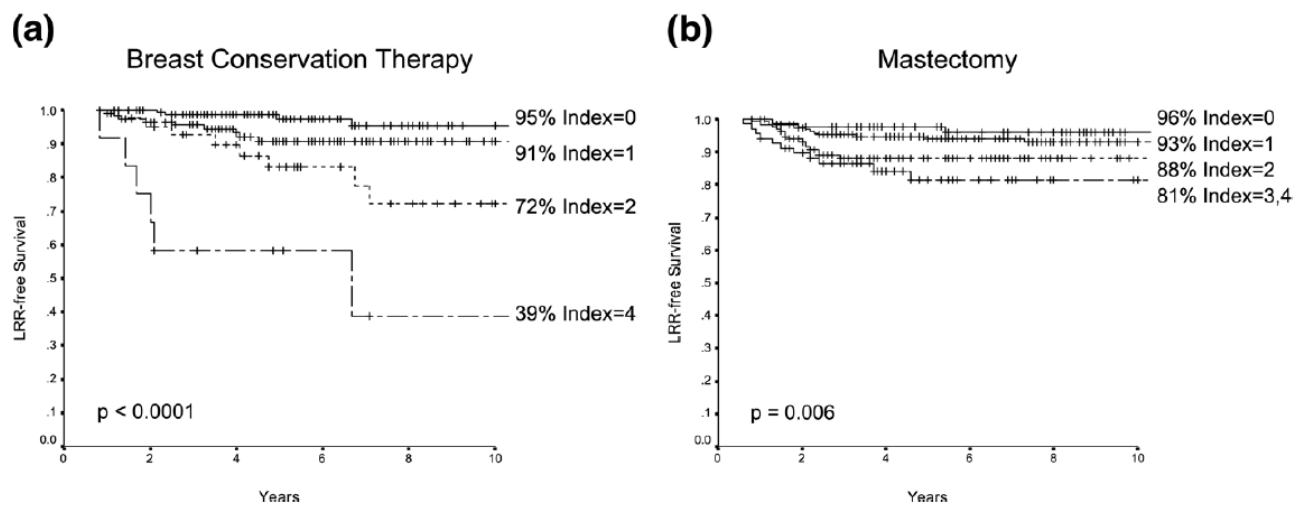 (a)
Breast Conservation Therapy
LRR-free Survival
1.0
.9
.8
.7
.6
.5
.4
.3
.2
.1
0.0
95% Index=0
91% Index=1
72% Index=2
39% Index=4
p < 0.0001
0 2 4 6 8 10
Years
(b)
Mastectomy
LRR-free Survival
1.0
.9
.8
.7
.6
.5
.4
.3
.2
.1
0.0
96% Index=0
93% Index=1
88% Index=2
81% Index=3,4
p = 0.006
0 2 4 6 8 10
Years